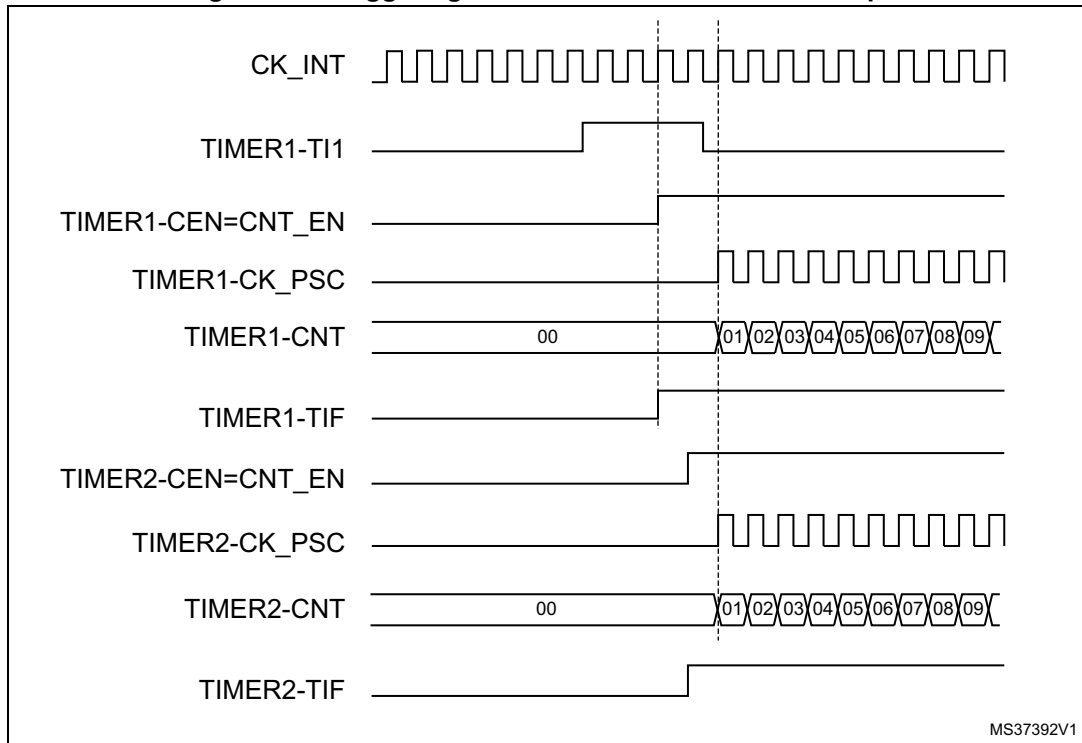 CK_INT
TIMER1-TI1
TIMER1-CEN=CNT_EN
TIMER1-CK_PSC
TIMER1-CNT 00 01 02 03 04 05 06 07 08 09
TIMER1-TIF
TIMER2-CEN=CNT_EN
TIMER2-CK_PSC
TIMER2-CNT 00 01 02 03 04 05 06 07 08 09
TIMER2-TIF
MS37392V1